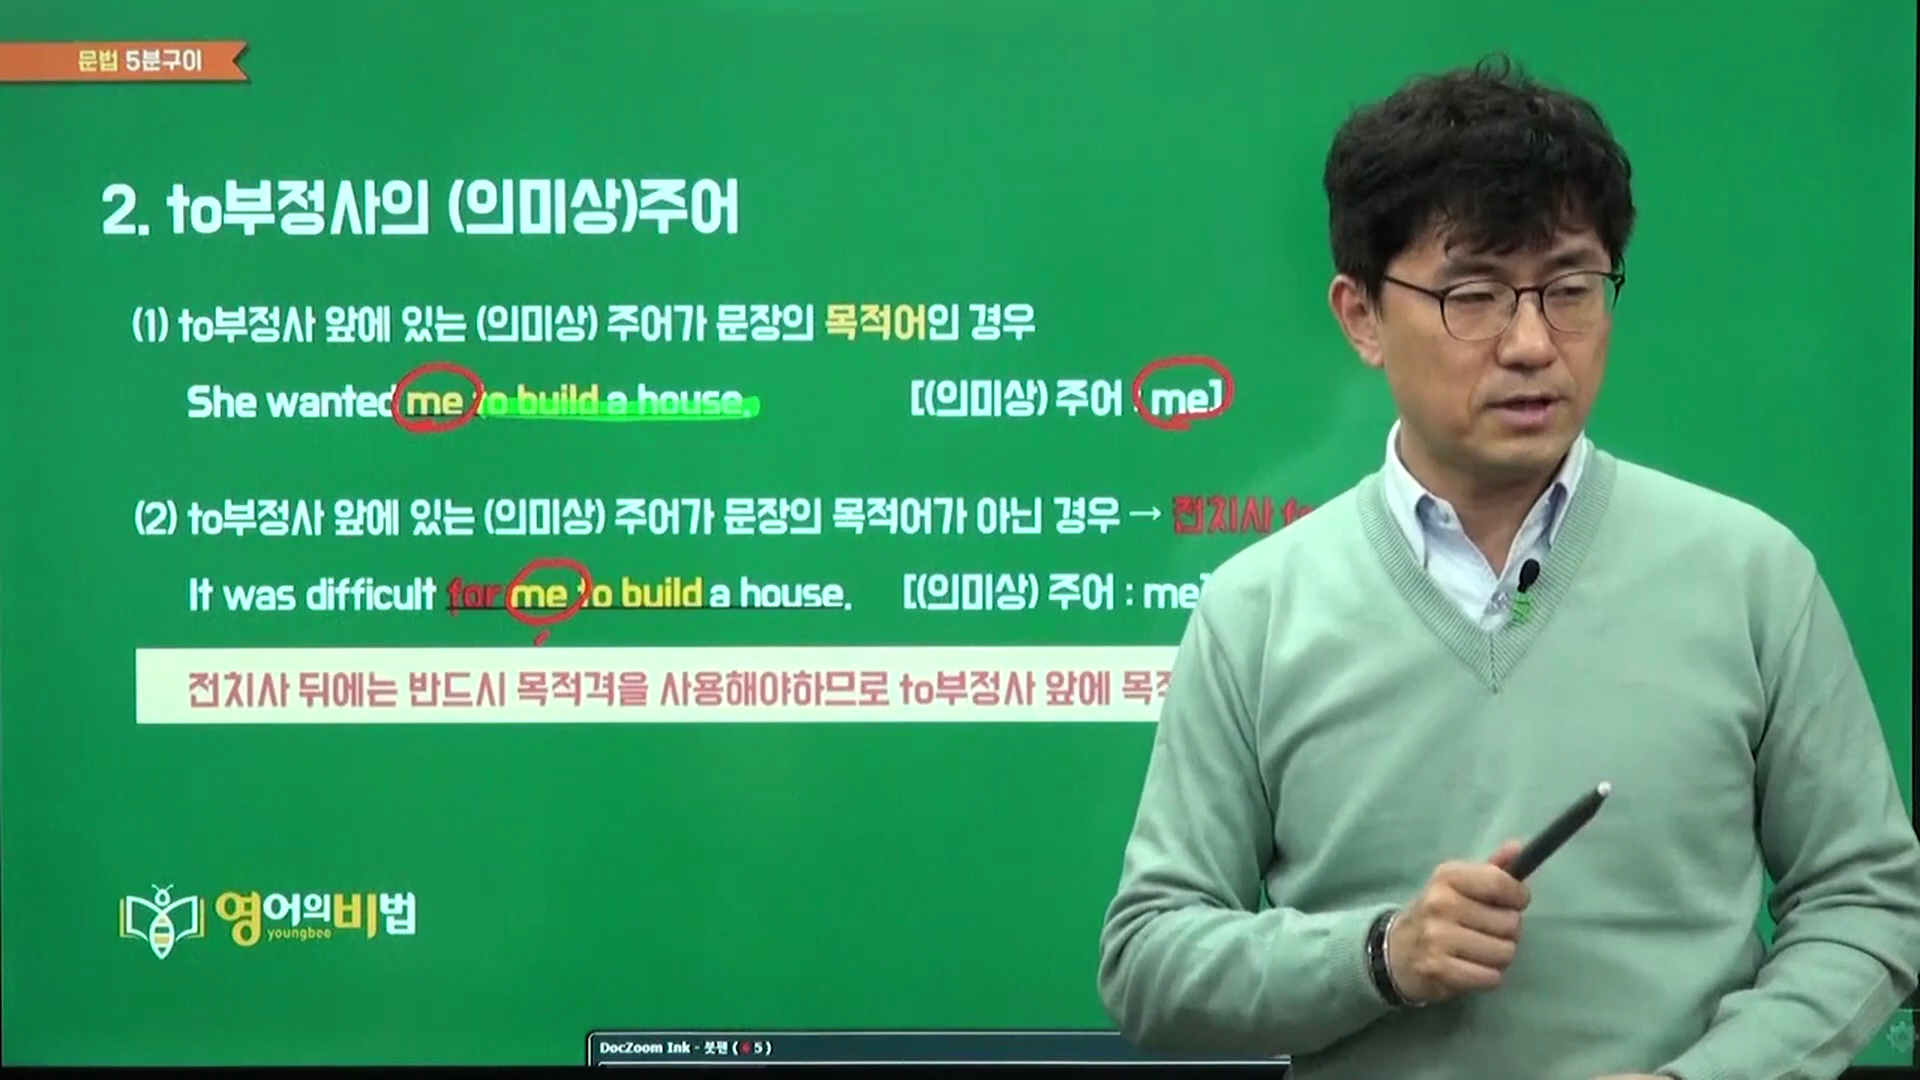 문법 5분구이
2. to부정사의 (의미상)주어
(1) to부정사 앞에 있는 (의미상) 주어가 문장의 목적어인 경우
She wanted me to build a house. [(의미상) 주어 : me]
(2) to부정사 앞에 있는 (의미상) 주어가 문장의 목적어가 아닌 경우 → 전치사
It was difficult for me to build a house. [(의미상) 주어 : me]
전치사 뒤에는 반드시 목적격을 사용해야하므로 to부정사 앞에
영어의비법
youngbee
DocZoom Ink - 붓펜 ( 5 )